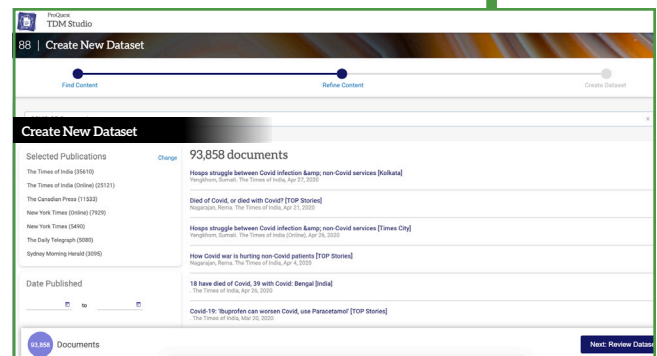 ProQuest
TDM Studio
88 | Create New Dataset
Find Content
Refine Content
Create Dataset
Create New Dataset
Selected Publications
Change
The Times of India (35610)
The Times of India (Online) (25121)
The Canadian Press (11533)
New York Times (Online) (7929)
New York Times (5490)
The Daily Telegraph (5080)
Sydney Morning Herald (3095)
Date Published
to
93,858 documents
Hosps struggle between Covid infection &amp; non-Covid services [Kolkata]
Yengkhom, Sumati. The Times of India, Apr 27, 2020
Died of Covid, or died with Covid? [TOP Stories]
Nagarajan, Rema. The Times of India, Apr 21, 2020
Hosps struggle between Covid infection &amp; non-Covid services [Times City]
Yengkhom, Sumati. The Times of India (Online), Apr 26, 2020
How Covid war is hurting non-Covid patients [TOP Stories]
Nagarajan, Rema. The Times of India, Apr 4, 2020
18 have died of Covid, 39 with Covid: Bengal [India]
. The Times of India, Apr 26, 2020
Covid-19: 'Ibuprofen can worsen Covid, use Paracetamol' [TOP Stories]
. The Times of India, Mar 20, 2020
93,858 Documents
Next: Review Datase